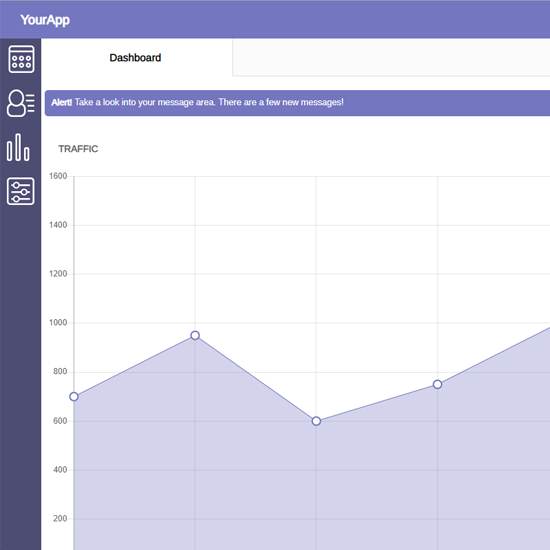 YourApp
Dashboard
Alert! Take a look into your message area. There are a few new messages!
TRAFFIC
1600
1400
1200
1000
800
600
400
200